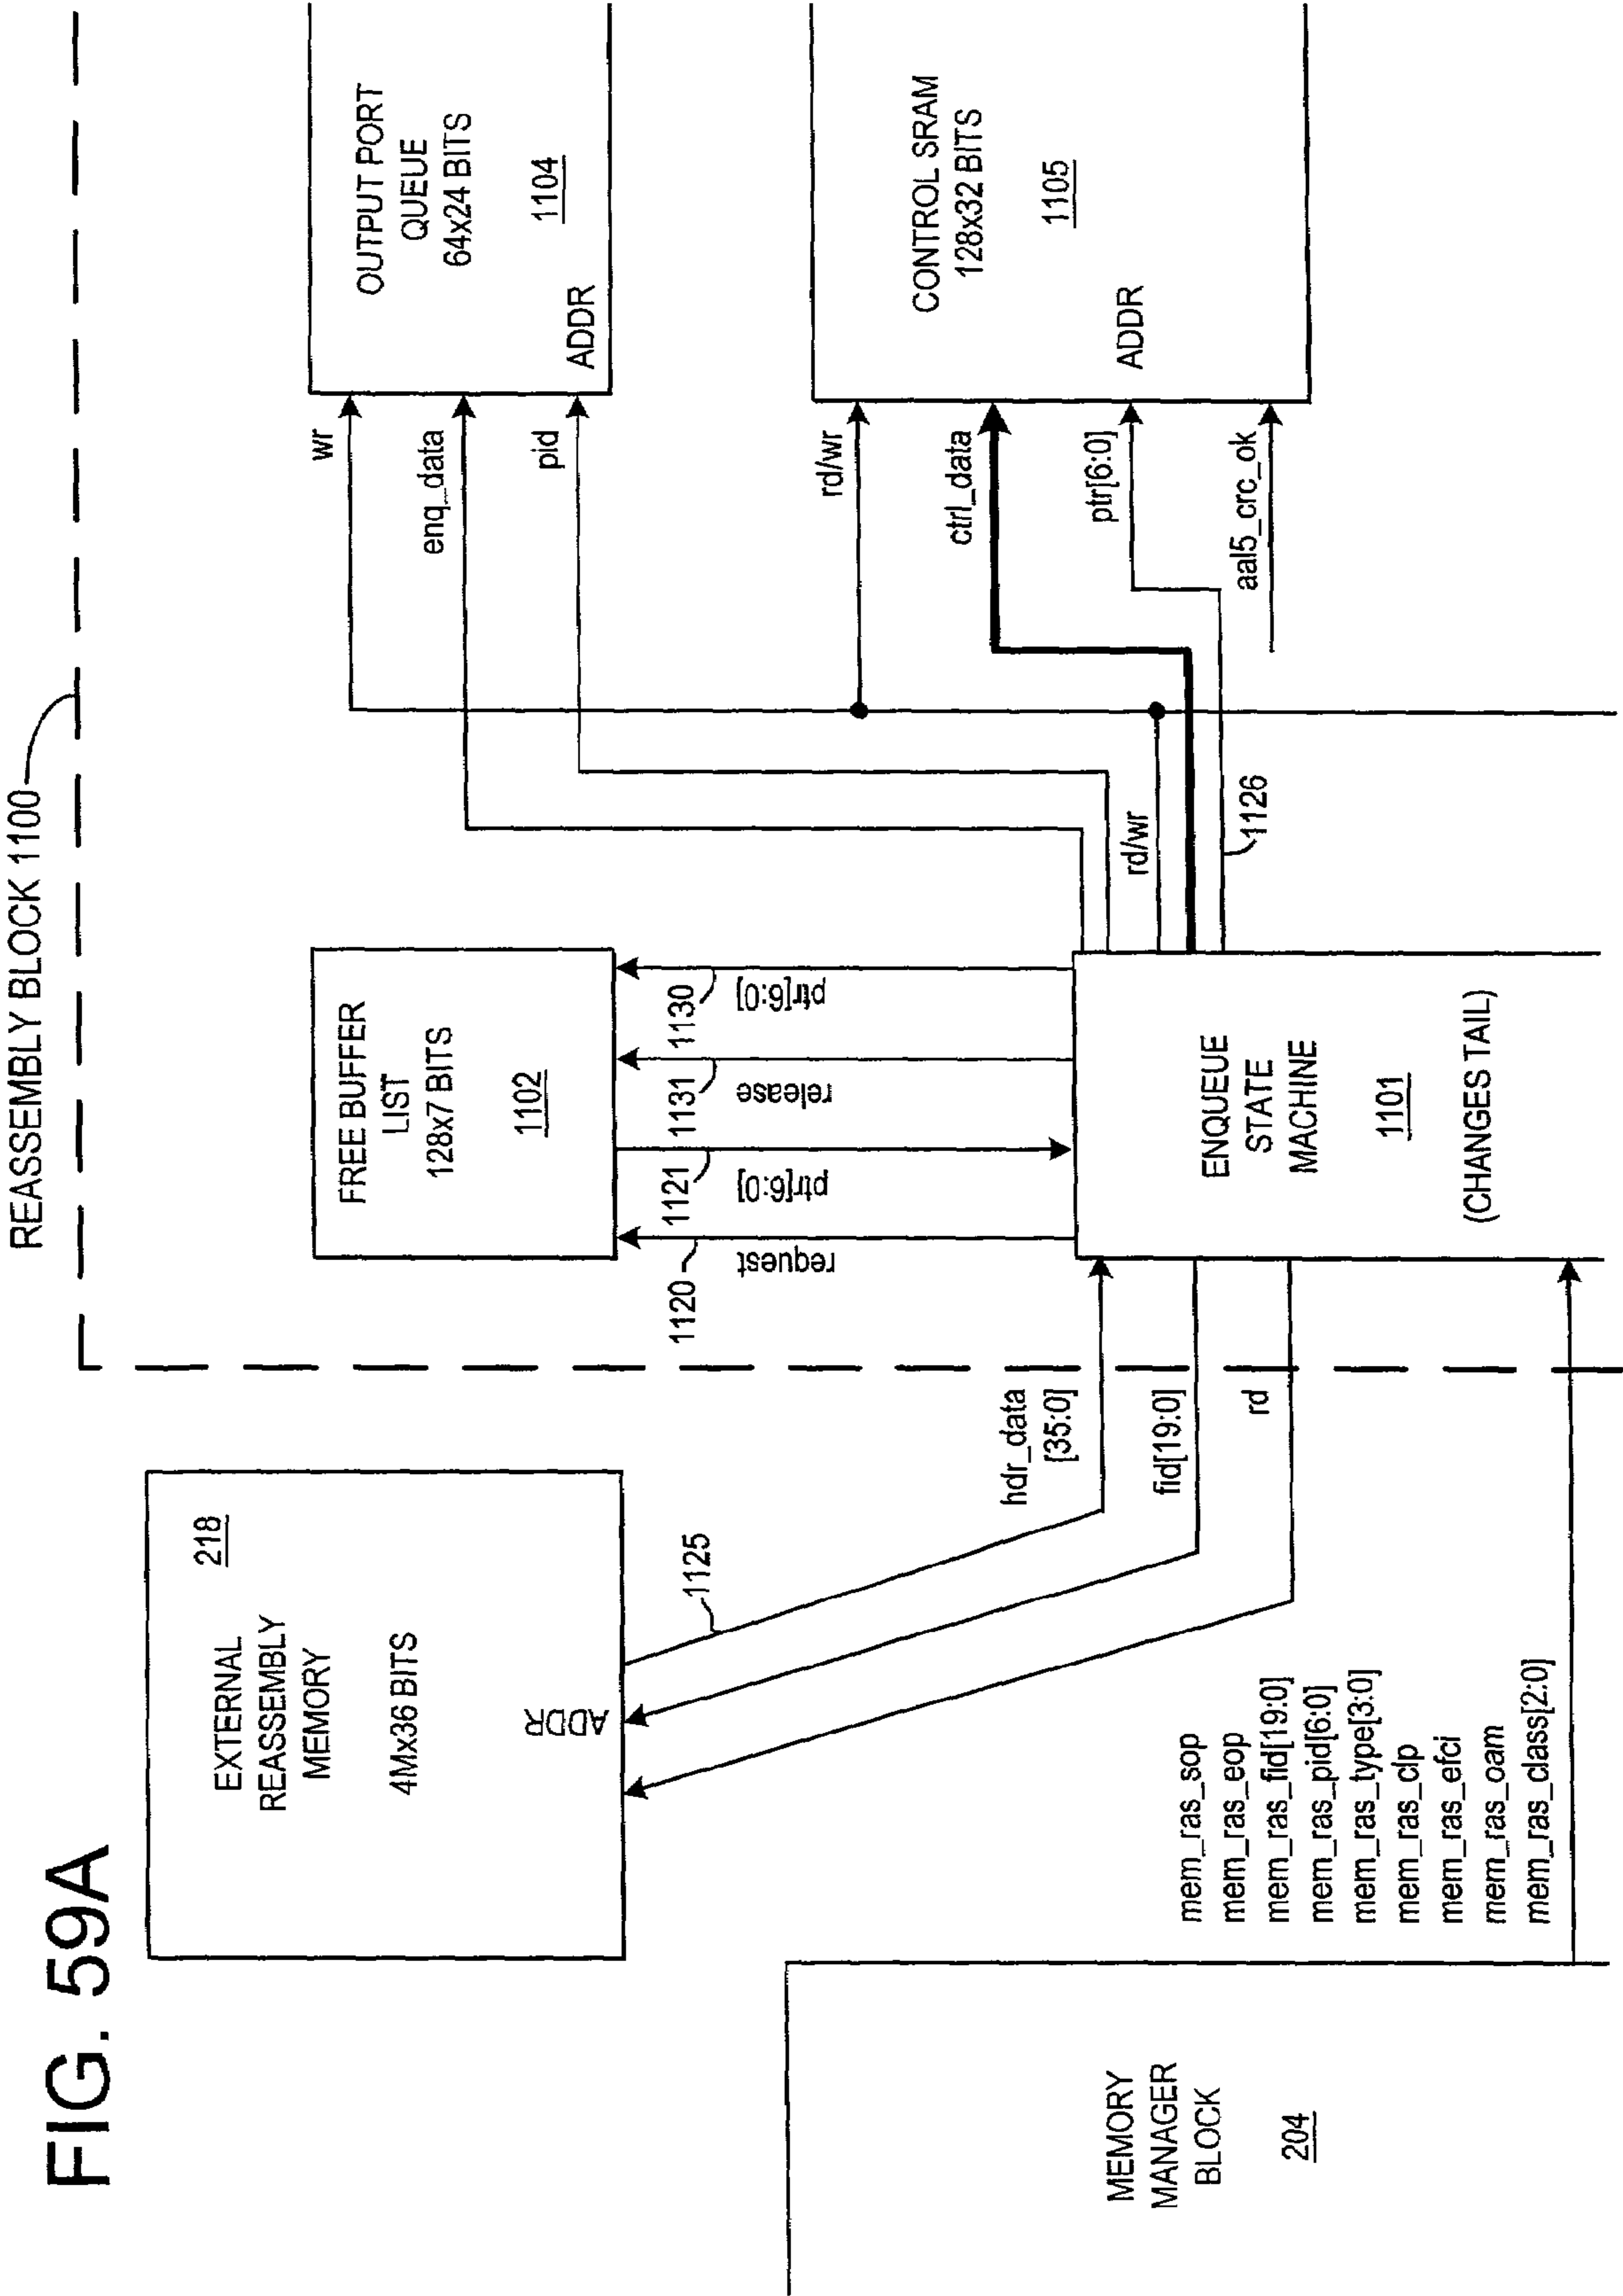 FIG. 59A
REASSEMBLY BLOCK 1100
EXTERNAL
REASSEMBLY
MEMORY
218
4Mx36 BITS
ADDR
1125
hdr_data
[35:0]
fid[19:0]
rd
MEMORY
MANAGER
BLOCK
204
mem_ras_sop
mem_ras_eop
mem_ras_fid[19:0]
mem_ras_pid[6:0]
mem_ras_type[3:0]
mem_ras_clp
mem_ras_efci
mem_ras_oam
mem_ras_class[2:0]
FREE BUFFER
LIST
128x7 BITS
1102
1120
request
1121
ptr[6:0]
1131
release
1130
ptr[6:0]
ENQUEUE
STATE
MACHINE
1101
(CHANGES TAIL)
rd/wr
1126
wr
enq_data
pid
OUTPUT PORT
QUEUE
64x24 BITS
1104
ADDR
rd/wr
ctrl_data
ptr[6:0]
aal5_crc_ok
CONTROL SRAM
128x32 BITS
1105
ADDR